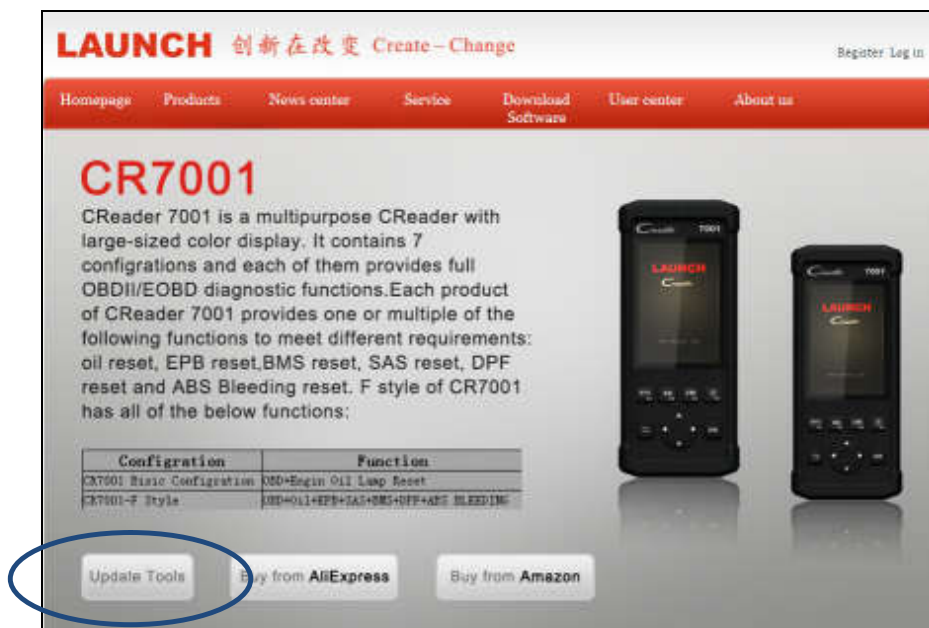 LAUNCH 创新在改变 Create-Change
Register Log in
Homepage Products News center Service Download Software User center About us
CR7001
CReader 7001 is a multipurpose CReader with
large-sized color display. It contains 7
configrations and each of them provides full
OBDII/EOBD diagnostic functions.Each product
of CReader 7001 provides one or multiple of the
following functions to meet different requirements:
oil reset, EPB reset,BMS reset, SAS reset, DPF
reset and ABS Bleeding reset. F style of CR7001
has all of the below functions:
Configration Function
CR7001 Bisic Configration OBD+Engin Oil Lamp Reset
CR7001-F Style OBD+Oil+EPB+SAS+BMS+DPF+ABS BLEEDING
Update Tools Buy from AliExpress Buy from Amazon
7001
LAUNCH
7001
LAUNCH